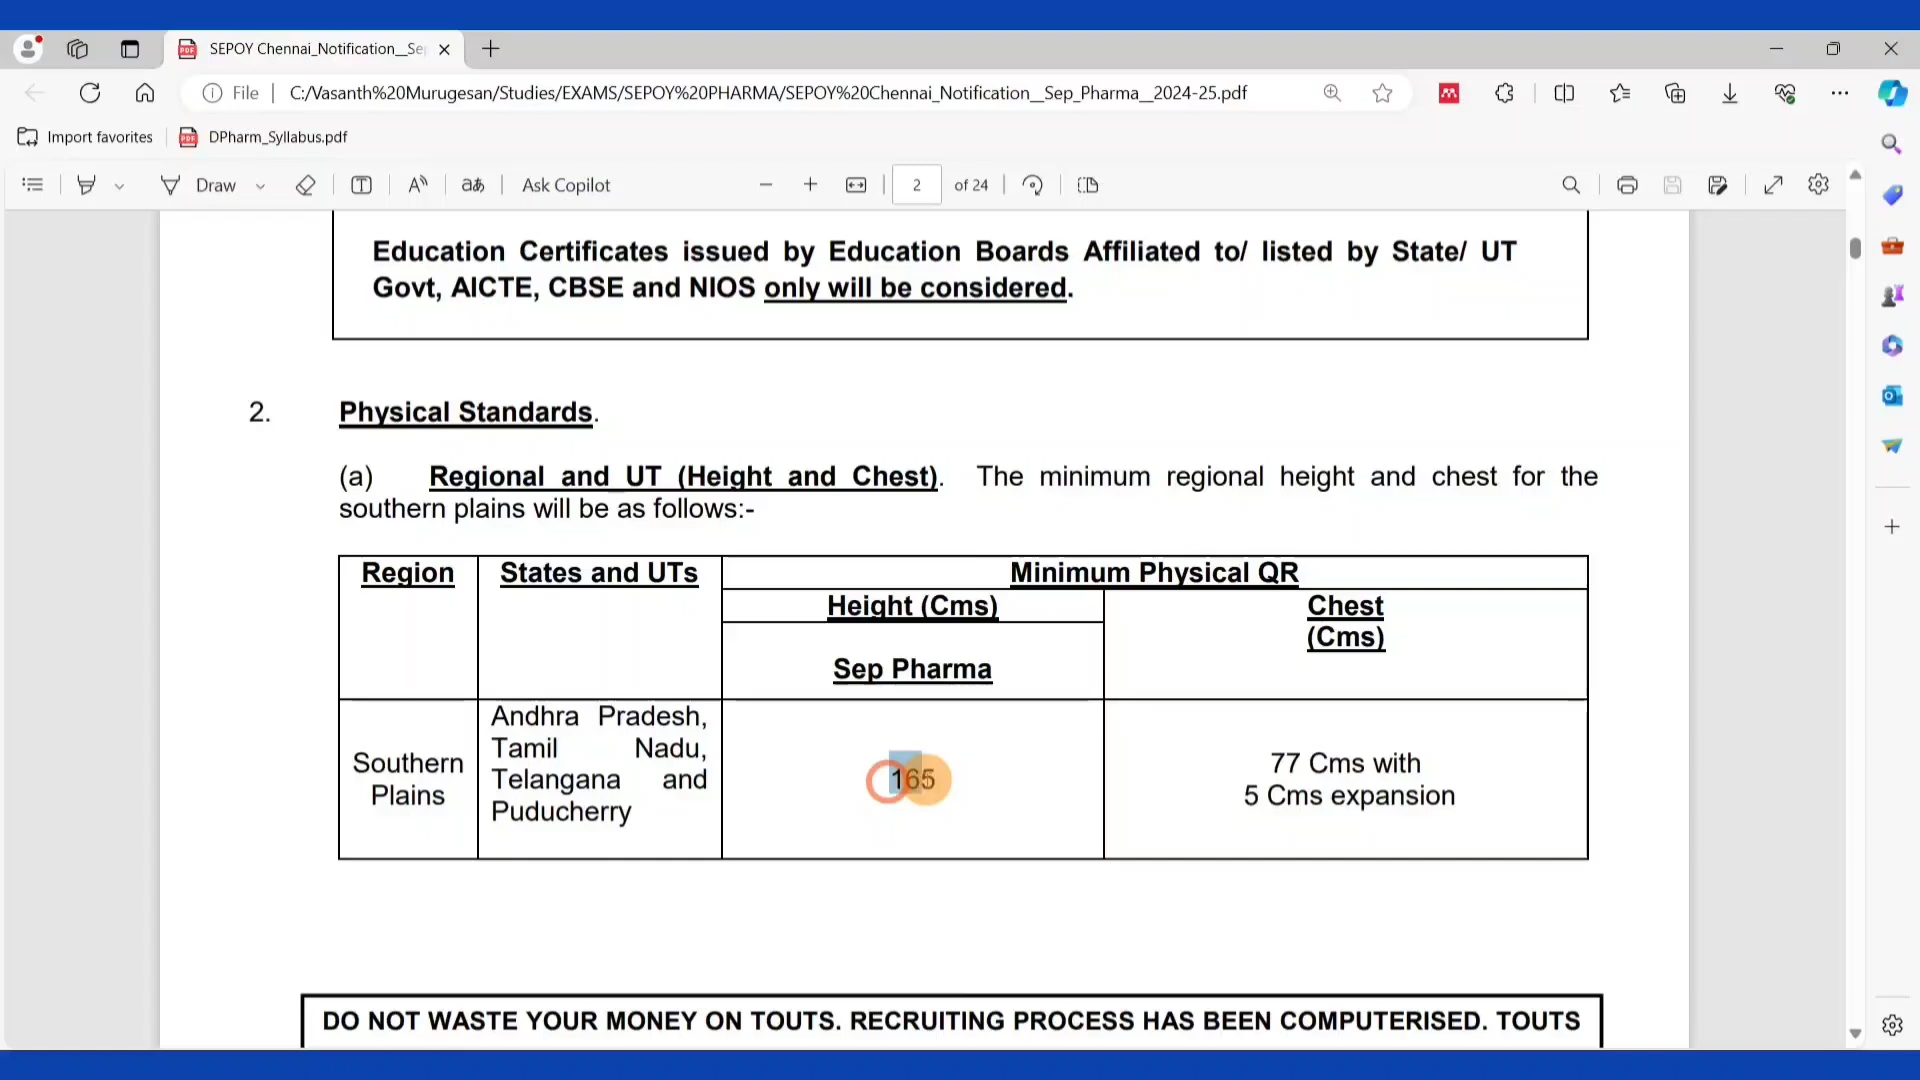 SEPOY Chennai_Notification__Se
File
C:/Vasanth%20Murugesan/Studies/EXAMS/SEPOY%20PHARMA/SEPOY%20Chennai_Notification__Sep_Pharma__2024-25.pdf
Import favorites
DPharm_Syllabus.pdf
Draw
Ask Copilot
2
of 24
Education Certificates issued by Education Boards Affiliated to/ listed by State/ UT
Govt, AICTE, CBSE and NIOS only will be considered.
2. Physical Standards.
(a) Regional and UT (Height and Chest). The minimum regional height and chest for the
southern plains will be as follows:-
Region
States and UTs
Minimum Physical QR
Height (Cms)
Chest
(Cms)
Sep Pharma
Southern
Plains
Andhra Pradesh,
Tamil Nadu,
Telangana and
Puducherry
165
77 Cms with
5 Cms expansion
DO NOT WASTE YOUR MONEY ON TOUTS. RECRUITING PROCESS HAS BEEN COMPUTERISED. TOUTS